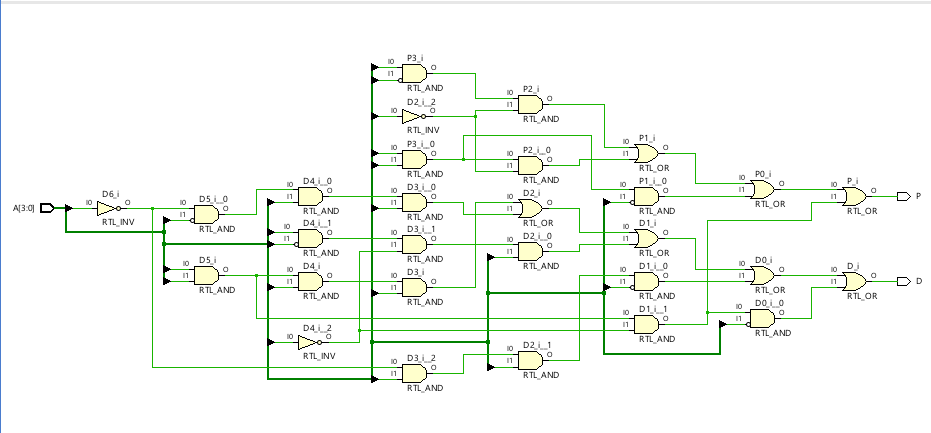 P3_i
I0
I1
O
RTL_AND
D2_i__2
I0
O
RTL_INV
P2_i
I0
I1
O
RTL_AND
P3_i__0
I0
I1
O
RTL_AND
P2_i__0
I0
I1
O
RTL_AND
P1_i
I0
I1
O
RTL_OR
A[3:0]
D6_i
I0
O
RTL_INV
D5_i__0
I0
I1
O
RTL_AND
D4_i__0
I0
I1
O
RTL_AND
D3_i__0
I0
I1
O
RTL_AND
D2_i
I0
I1
O
RTL_OR
P1_i__0
I0
I1
O
RTL_AND
P0_i
I0
I1
O
RTL_OR
P_i
I0
I1
O
RTL_OR
P
D4_i__1
I0
I1
O
RTL_AND
D3_i__1
I0
I1
O
RTL_AND
D2_i__0
I0
I1
O
RTL_AND
D1_i
I0
I1
O
RTL_OR
D5_i
I0
I1
O
RTL_AND
D4_i
I0
I1
O
RTL_AND
D3_i
I0
I1
O
RTL_AND
D1_i__0
I0
I1
O
RTL_AND
D0_i
I0
I1
O
RTL_OR
D_i
I0
I1
O
RTL_OR
D
D4_i__2
I0
O
RTL_INV
D1_i__1
I0
I1
O
RTL_AND
D0_i__0
I0
I1
O
RTL_AND
D3_i__2
I0
I1
O
RTL_AND
D2_i__1
I0
I1
O
RTL_AND